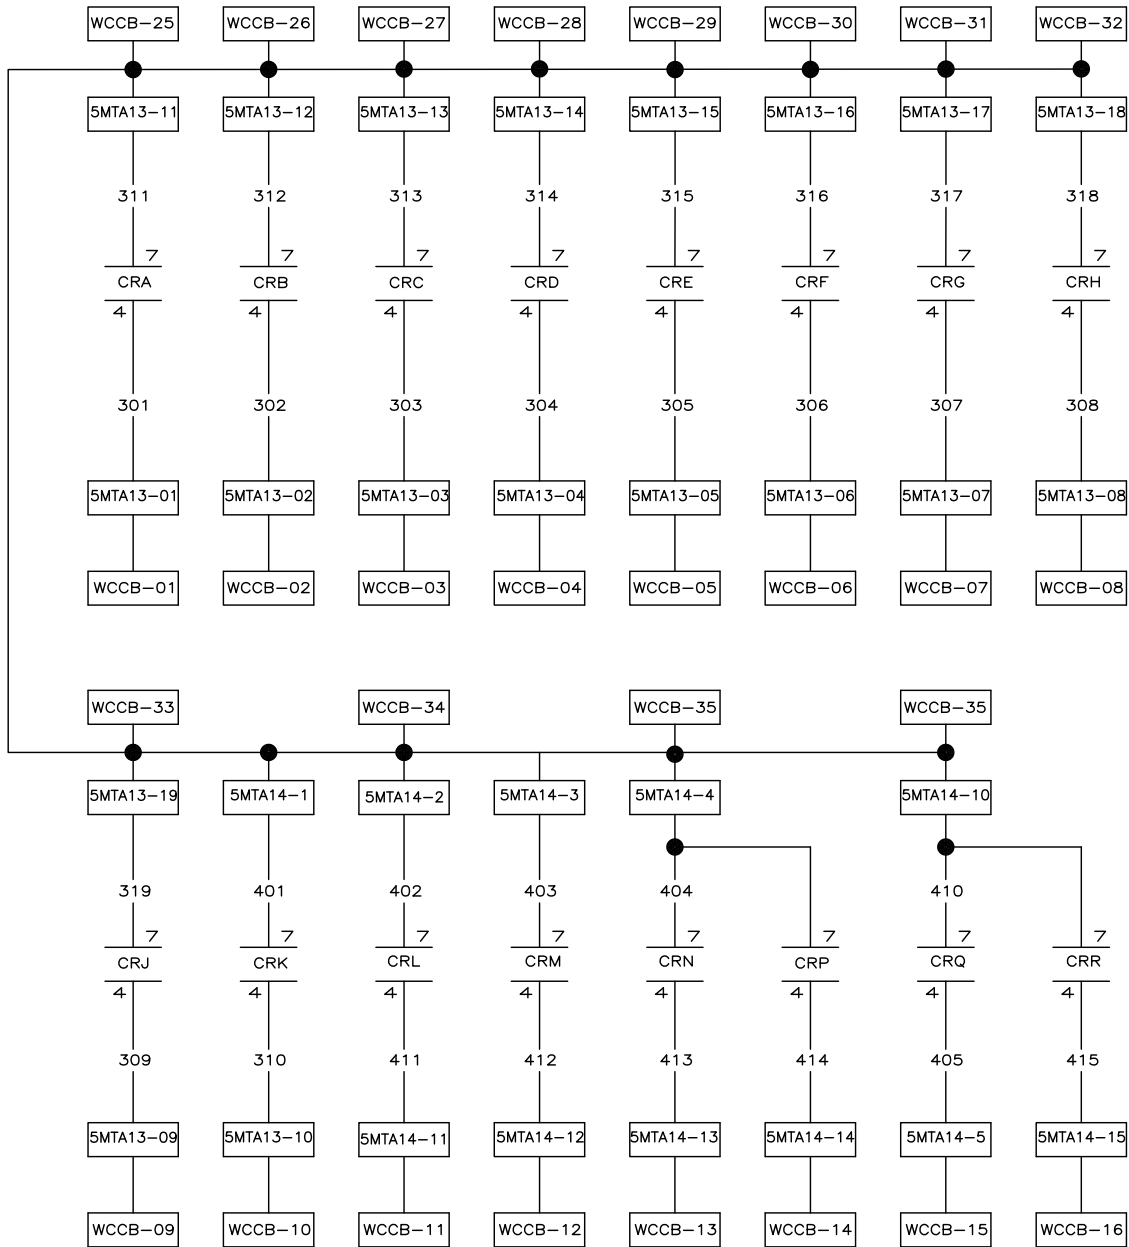 WCCB-25 WCCB-26 WCCB-27 WCCB-28 WCCB-29 WCCB-30 WCCB-31 WCCB-32
5MTA13-11 5MTA13-12 5MTA13-13 5MTA13-14 5MTA13-15 5MTA13-16 5MTA13-17 5MTA13-18
311 312 313 314 315 316 317 318
7 7 7 7 7 7 7 7
CRA CRB CRC CRD CRE CRF CRG CRH
4 4 4 4 4 4 4 4
301 302 303 304 305 306 307 308
5MTA13-01 5MTA13-02 5MTA13-03 5MTA13-04 5MTA13-05 5MTA13-06 5MTA13-07 5MTA13-08
WCCB-01 WCCB-02 WCCB-03 WCCB-04 WCCB-05 WCCB-06 WCCB-07 WCCB-08
WCCB-33 WCCB-34 WCCB-35 WCCB-35
5MTA13-19 5MTA14-1 5MTA14-2 5MTA14-3 5MTA14-4 5MTA14-10
319 401 402 403 404 410
7 7 7 7 7 7 7 7
CRJ CRK CRL CRM CRN CRP CRQ CRR
4 4 4 4 4 4 4 4
309 310 411 412 413 414 405 415
5MTA13-09 5MTA13-10 5MTA14-11 5MTA14-12 5MTA14-13 5MTA14-14 5MTA14-5 5MTA14-15
WCCB-09 WCCB-10 WCCB-11 WCCB-12 WCCB-13 WCCB-14 WCCB-15 WCCB-16